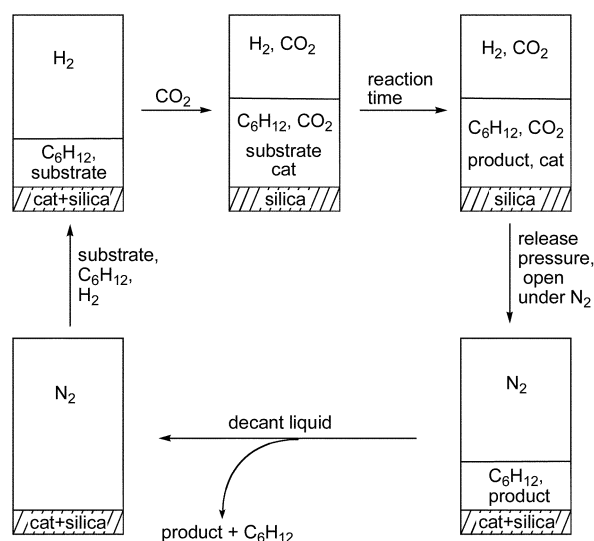 H₂
C₆H₁₂,
substrate
cat+silica
CO₂
H₂, CO₂
C₆H₁₂, CO₂
substrate
cat
silica
reaction
time
H₂, CO₂
C₆H₁₂, CO₂
product, cat
silica
substrate,
C₆H₁₂,
H₂
release
pressure,
open
under N₂
N₂
cat+silica
decant liquid
product + C₆H₁₂
N₂
C₆H₁₂,
product
cat+silica